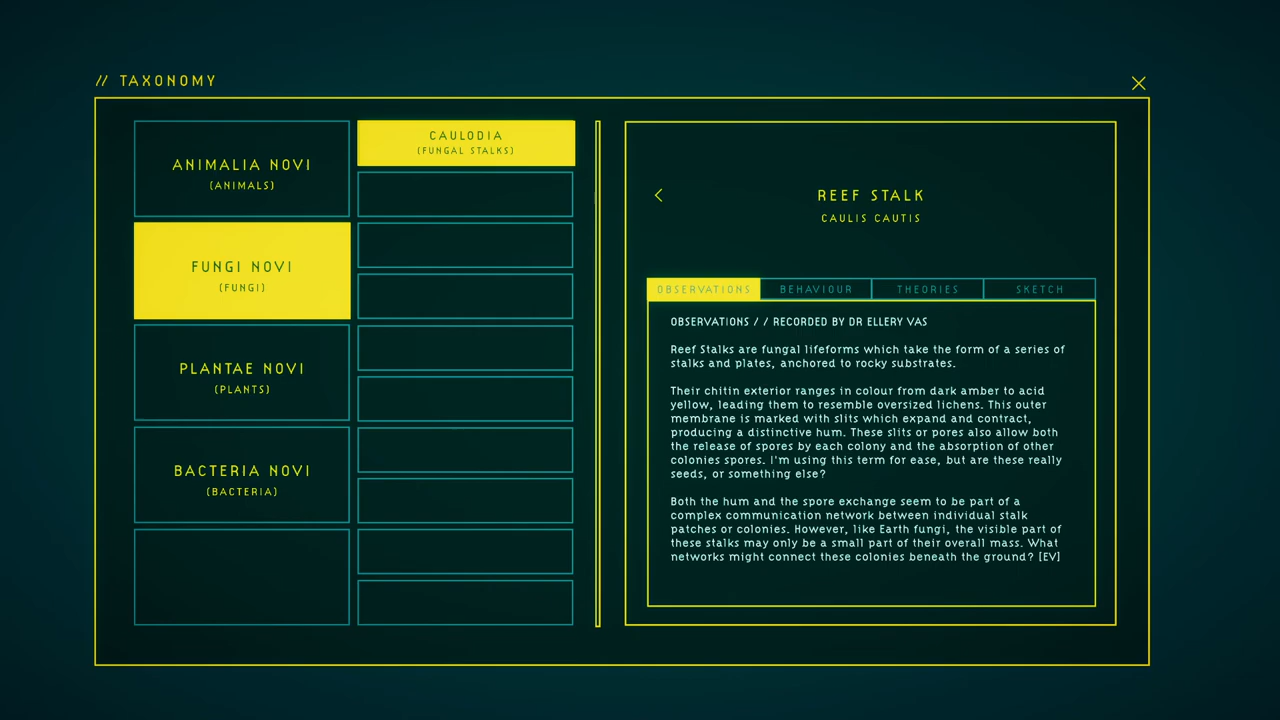 // TAXONOMY
ANIMALIA NOVI
(ANIMALS)
FUNGI NOVI
(FUNGI)
PLANTAE NOVI
(PLANTS)
BACTERIA NOVI
(BACTERIA)
CAULODIA
(FUNGAL STALKS)
REEF STALK
CAULIS CAUTIS
OBSERVATIONS
BEHAVIOUR
THEORIES
SKETCH
OBSERVATIONS / / RECORDED BY DR ELLERY VAS
Reef Stalks are fungal lifeforms which take the form of a series of
stalks and plates, anchored to rocky substrates.
Their chitin exterior ranges in colour from dark amber to acid
yellow, leading them to resemble oversized lichens. This outer
membrane is marked with slits which expand and contract,
producing a distinctive hum. These slits or pores also allow both
the release of spores by each colony and the absorption of other
colonies spores. I'm using this term for ease, but are these really
seeds, or something else?
Both the hum and the spore exchange seem to be part of a
complex communication network between individual stalk
patches or colonies. However, like Earth fungi, the visible part of
these stalks may only be a small part of their overall mass. What
networks might connect these colonies beneath the ground? [EV]